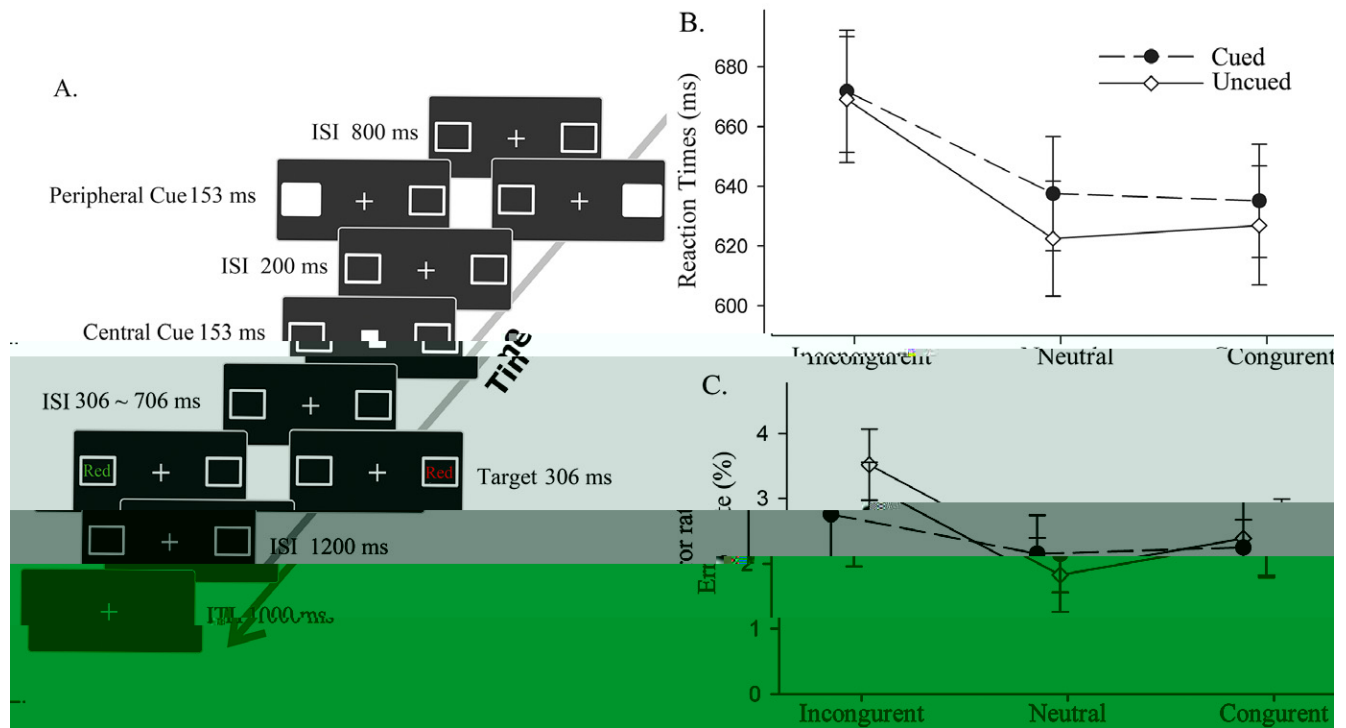 A.
ISI 800 ms
Peripheral Cue 153 ms
ISI 200 ms
Central Cue 153 ms
Time
ISI 306 ~ 706 ms
Red
Red
Target 306 ms
ISI 1200 ms
B.
Cued
Uncued
Reaction Times (ms)
680
660
640
620
600
Neutral
Congurent
C.
(%)
4
3
2
1
0
Incongurent
Neutral
Congurent